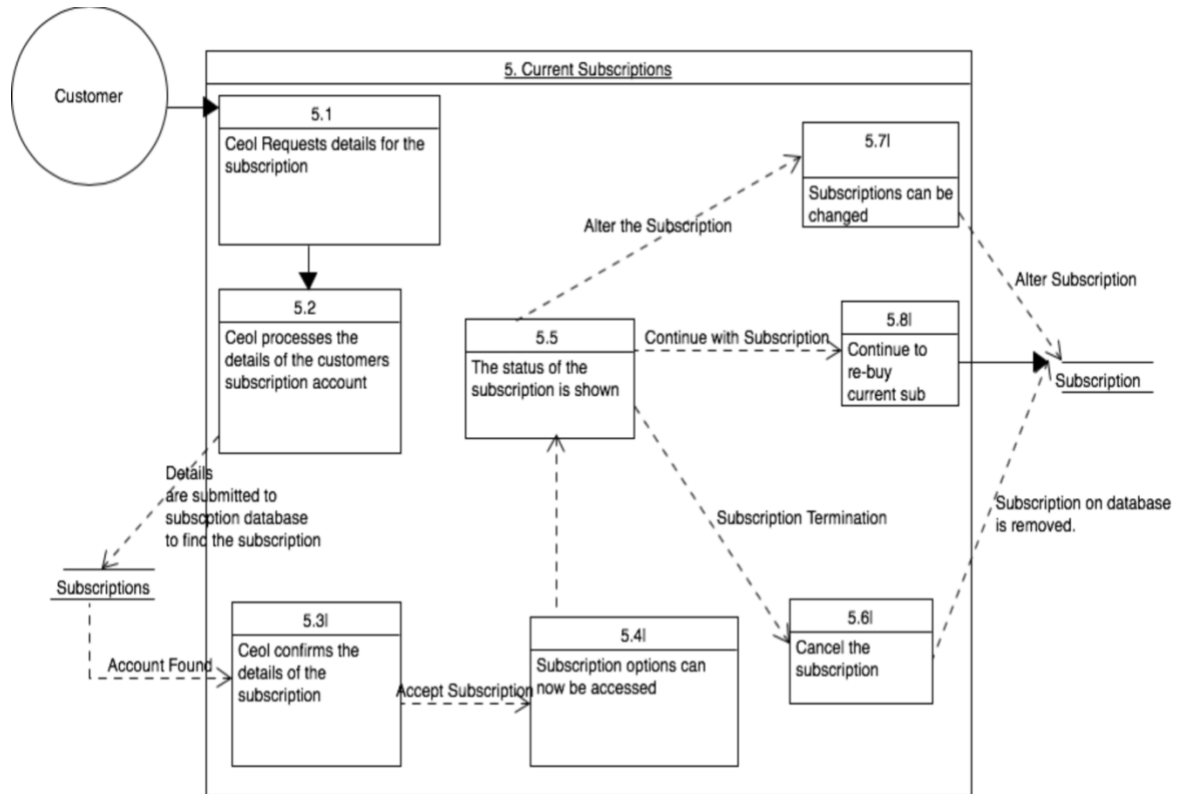 5. Current Subscriptions
Customer
5.1
Ceol Requests details for the
subscription
5.7l
Subscriptions can be
changed
Alter the Subscription
Alter Subscription
5.2
Ceol processes the
details of the customers
subscription account
5.5
The status of the
subscription is shown
Continue with Subscription
5.8l
Continue to
re-buy
current sub
Subscription
Details
are submitted to
subscption database
to find the subscription
Subscription Termination
Subscription on database
is removed.
Subscriptions
Account Found
5.3l
Ceol confirms the
details of the
subscription
Accept Subscription
5.4l
Subscription options can
now be accessed
5.6l
Cancel the
subscription